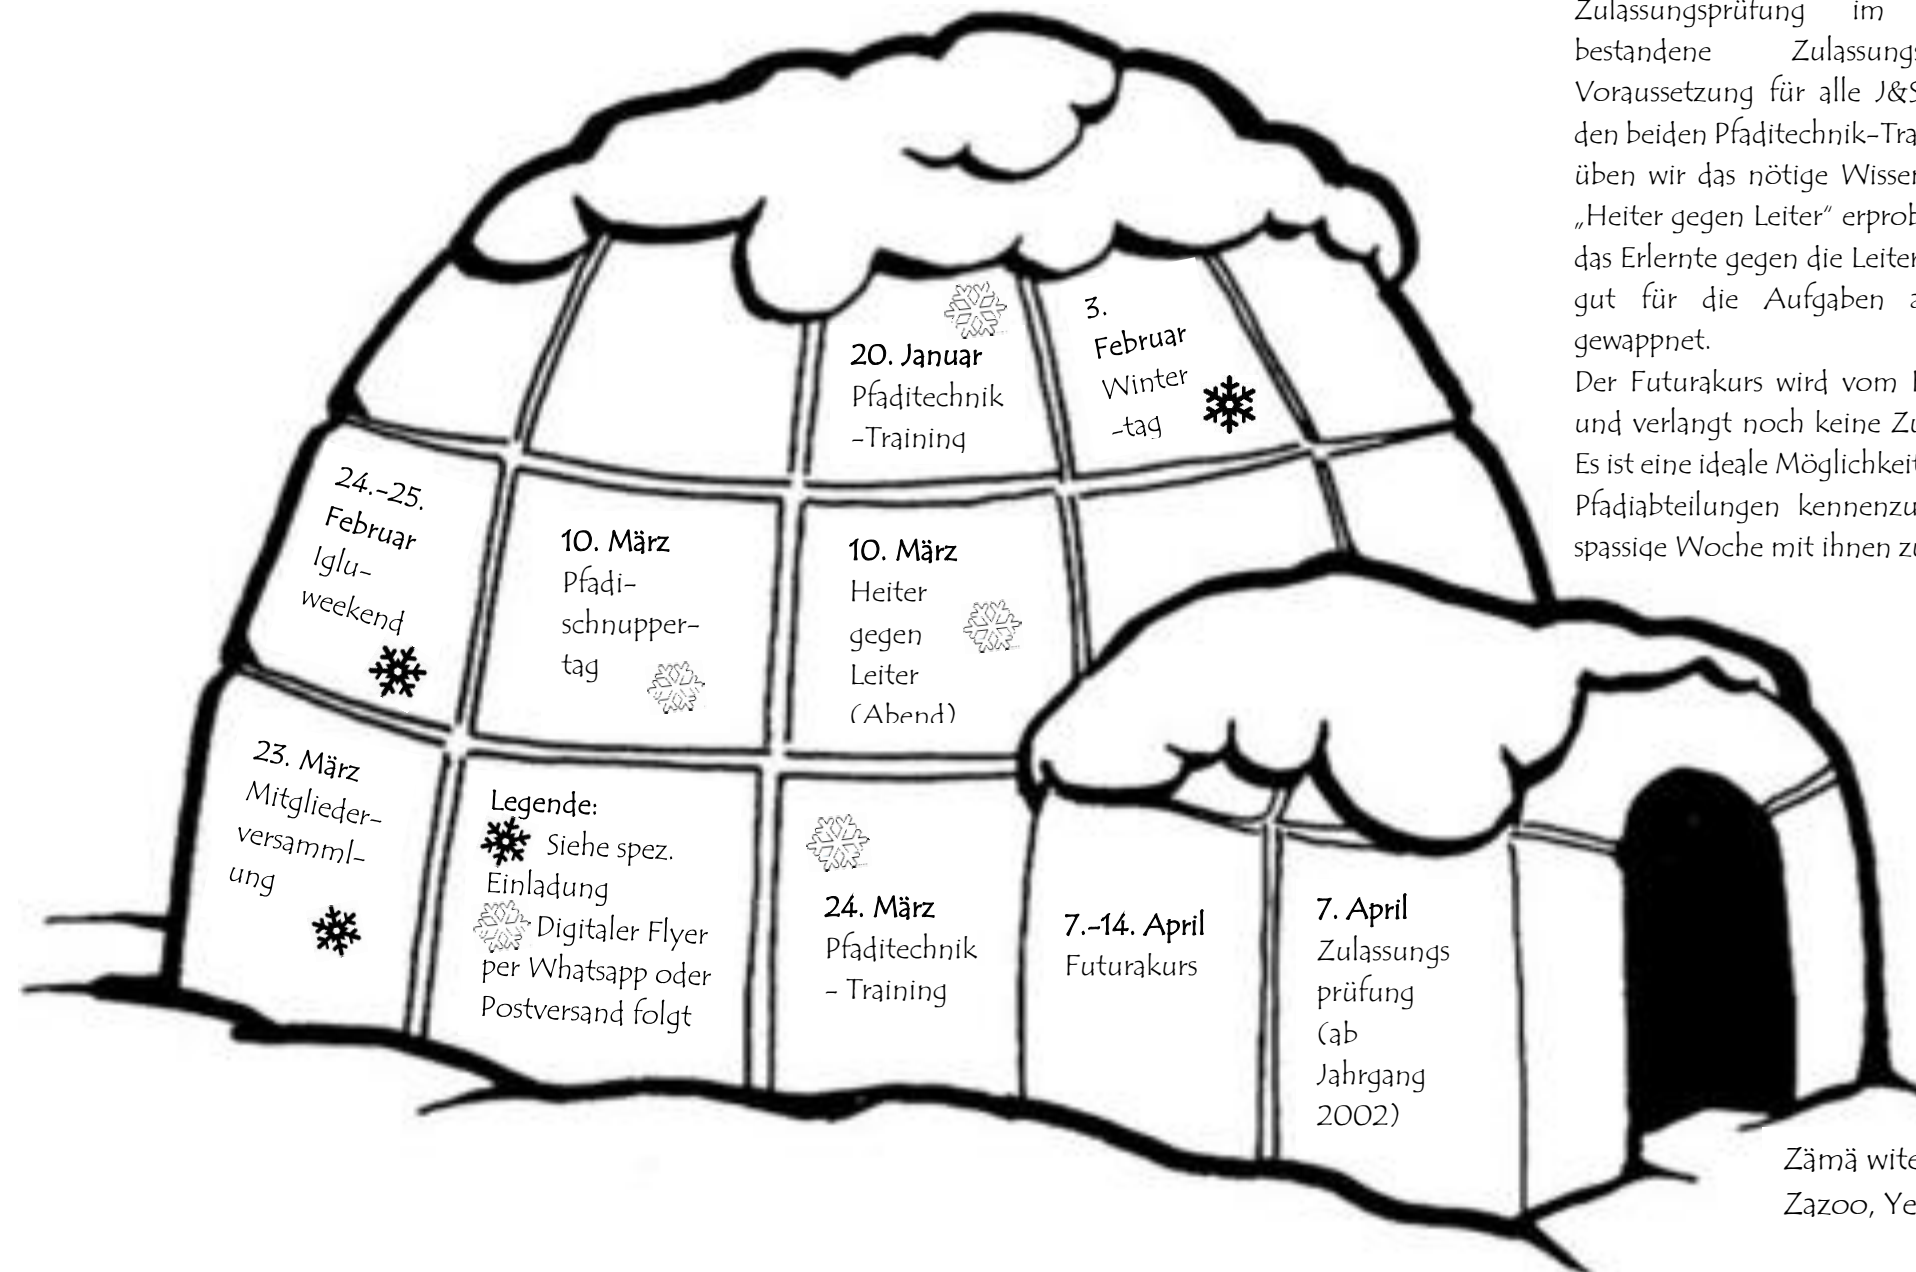 20. Januar
Pfaditechnik
-Training
3.
Februar
Winter
-tag
24.-25.
Februar
Iglu-
weekend
10. März
Pfadi-
schnupper-
tag
10. März
Heiter
gegen
Leiter
(Abend)
23. März
Mitglieder-
versamml-
ung
Legende:
Siehe spez.
Einladung
Digitaler Flyer
per Whatsapp oder
Postversand folgt
24. März
Pfaditechnik
- Training
7.-14. April
Futurakurs
7. April
Zulassungs
prüfung
(ab
Jahrgang
2002)
Zulassungsprüfung im
bestandene Zulassungs
Voraussetzung für alle J&S
den beiden Pfaditechnik-Tra
üben wir das nötige Wisser
„Heiter gegen Leiter“ erprob
das Erlernte gegen die Leiter
gut für die Aufgaben a
gewappnet.
Der Futurakurs wird vom
und verlangt noch keine Zu
Es ist eine ideale Möglichkeit
Pfadiabteilungen kennenzu
spassige Woche mit ihnen zu
Zämä wite
Zazoo, Ye